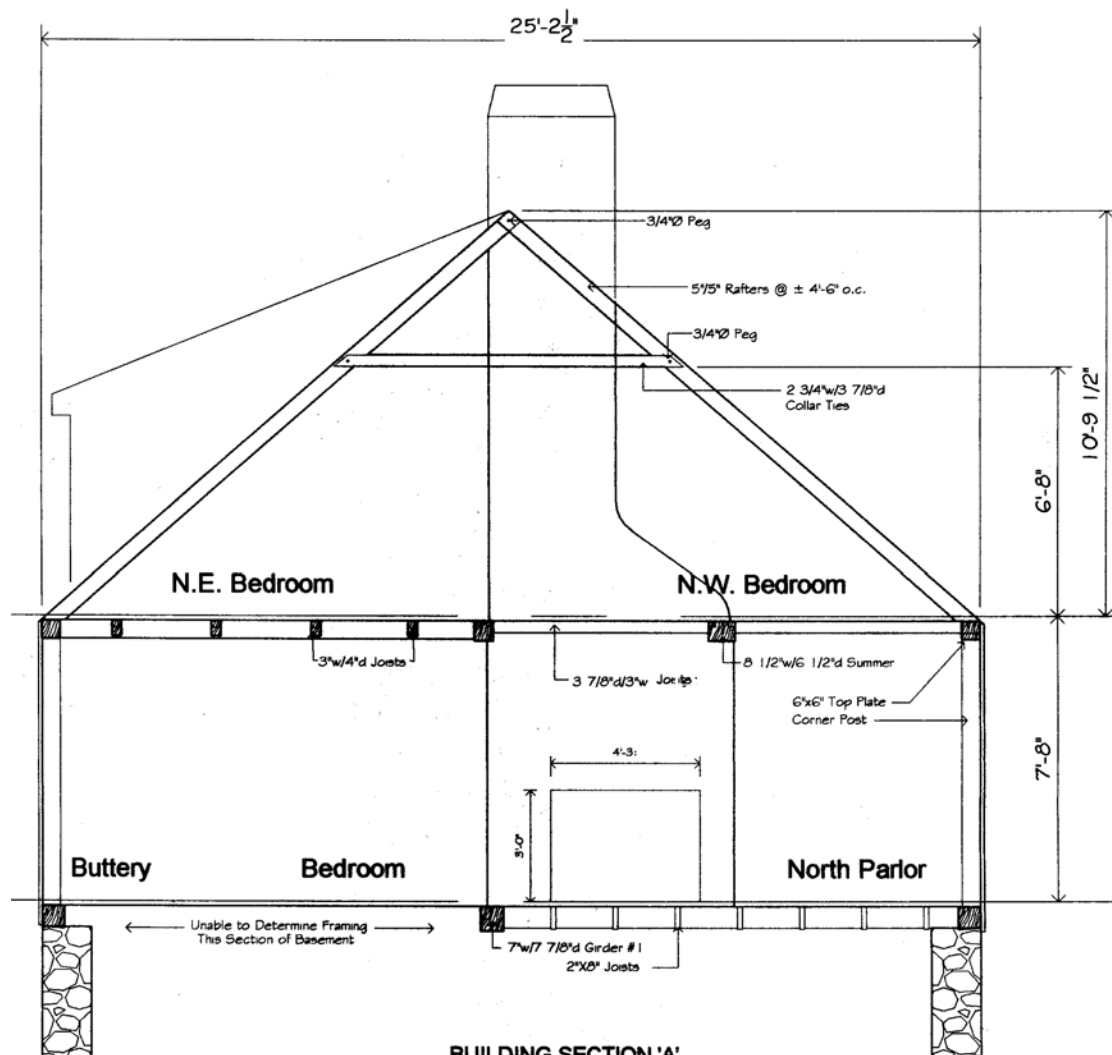 25'-2 1/2"
3/4"Ø Peg
5"/5" Rafters @ ± 4'-6" o.c.
3/4"Ø Peg
2 3/4"w/3 7/8"d
Collar Ties
10'-9 1/2"
6'-8"
N.E. Bedroom
N.W. Bedroom
3"w/4"d Joists
3 7/8"d/3"w Joists
8 1/2"w/6 1/2"d Summer
6"x6" Top Plate
Corner Post
4'-3:
7'-8"
3'-0"
Buttery
Bedroom
North Parlor
Unable to Determine Framing
This Section of Basement
7"w/7 7/8"d Girder #1
2"X8" Joists
BUILDING SECTION 'A'